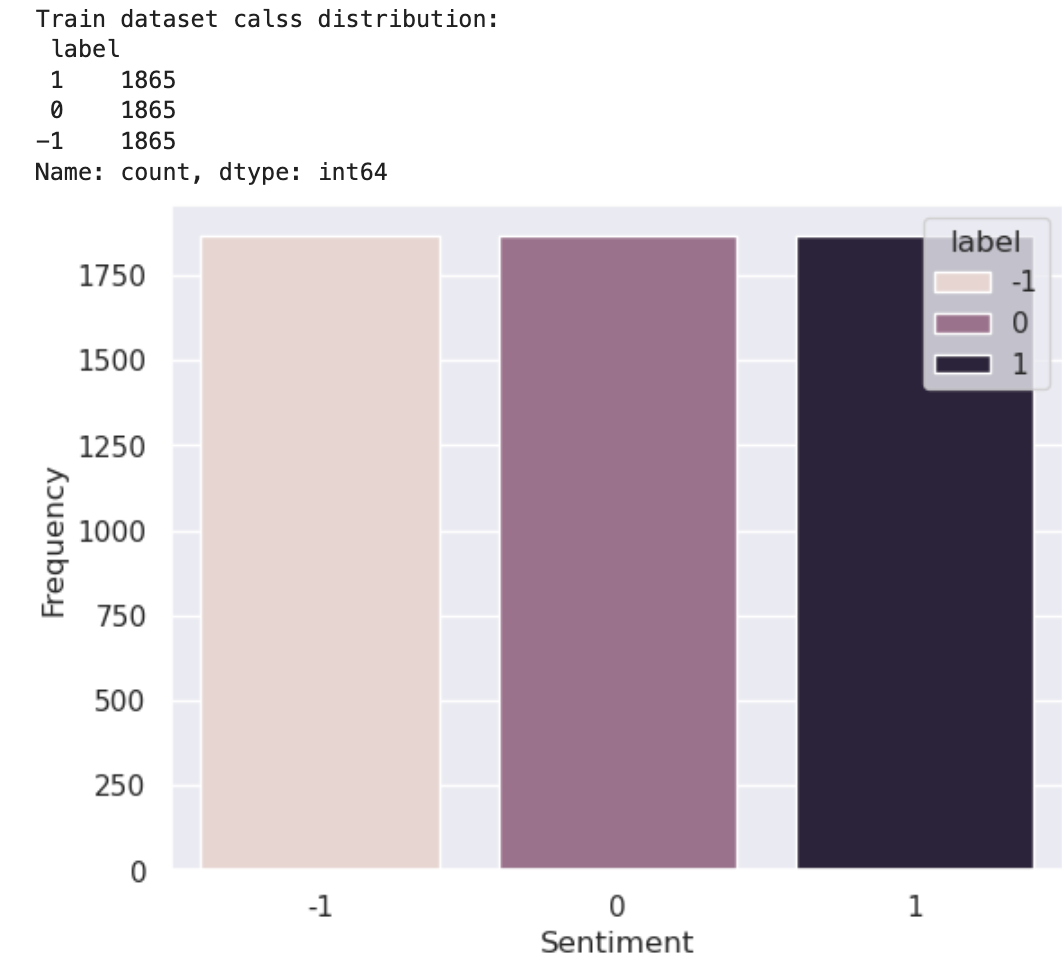 Train dataset calss distribution:
label
1 1865
0 1865
−1 1865
Name: count, dtype: int64
label
-1
0
1
1750
1500
1250
1000
750
500
250
0
Frequency
-1 0 1
Sentiment